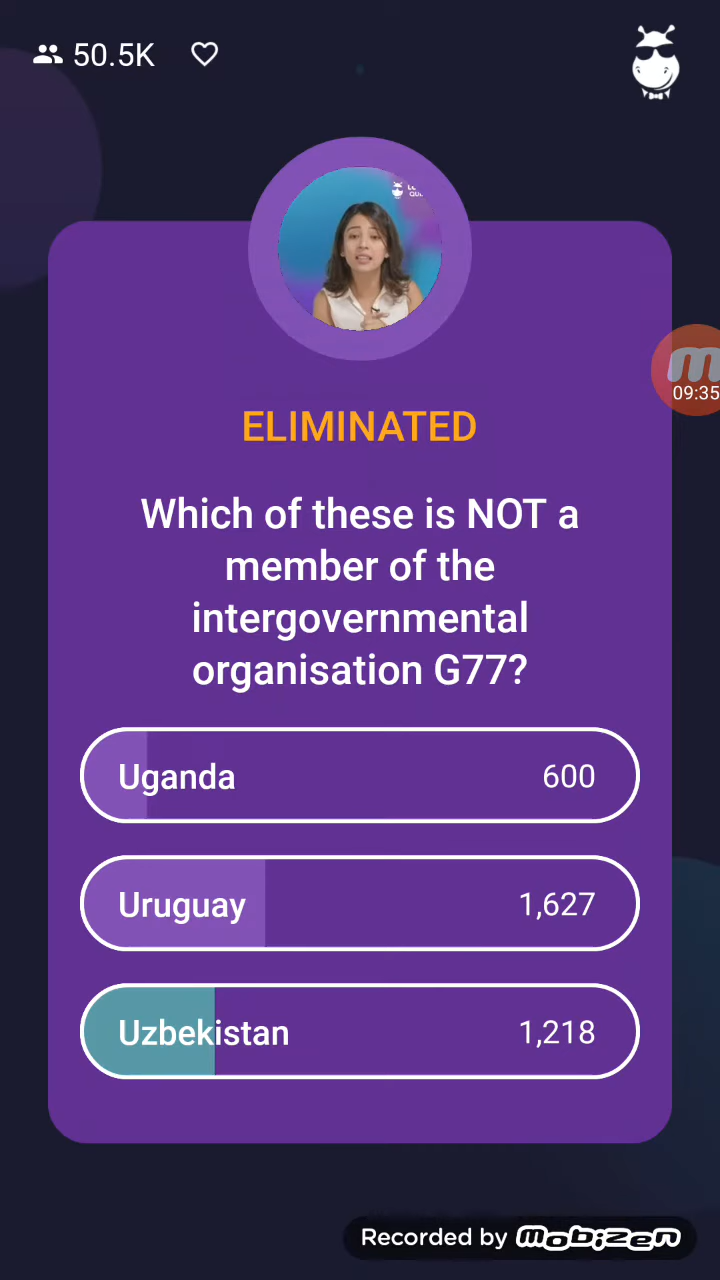 50.5K
ELIMINATED
09:35
Which of these is NOT a
member of the
intergovernmental
organisation G77?
Uganda 600
Uruguay 1,627
Uzbekistan 1,218
Recorded by mobizen